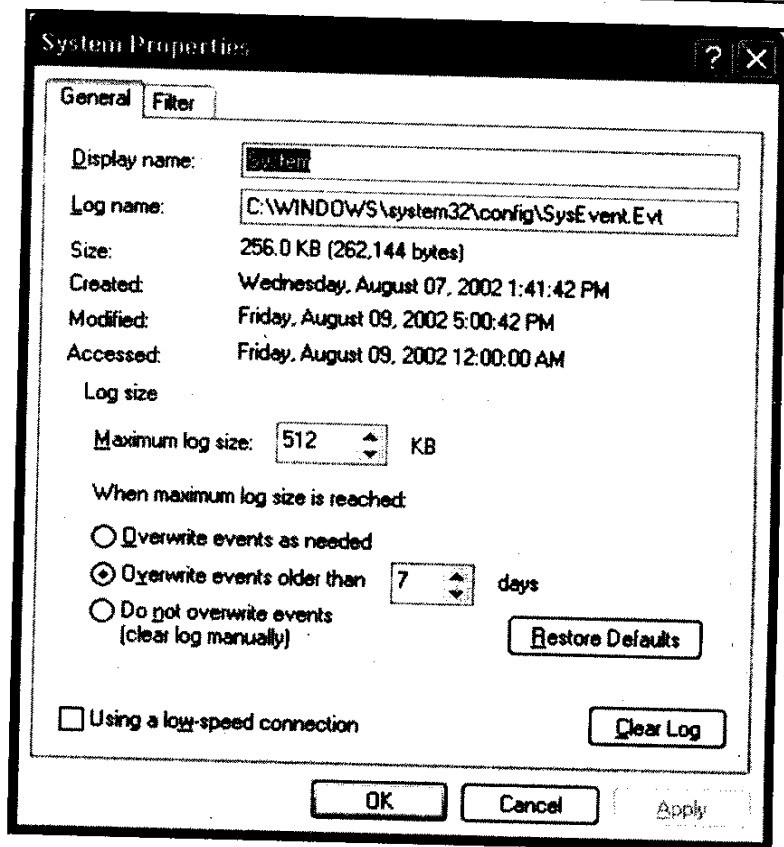 System Properties
General Filter
Display name: System
Log name: C:\WINDOWS\system32\config\SysEvent.Evt
Size: 256.0 KB (262,144 bytes)
Created: Wednesday, August 07, 2002 1:41:42 PM
Modified: Friday, August 09, 2002 5:00:42 PM
Accessed: Friday, August 09, 2002 12:00:00 AM
Log size
Maximum log size: 512 KB
When maximum log size is reached:
Overwrite events as needed
Overwrite events older than 7 days
Do not overwrite events
(clear log manually)
Restore Defaults
Using a low-speed connection
Clear Log
OK Cancel Apply